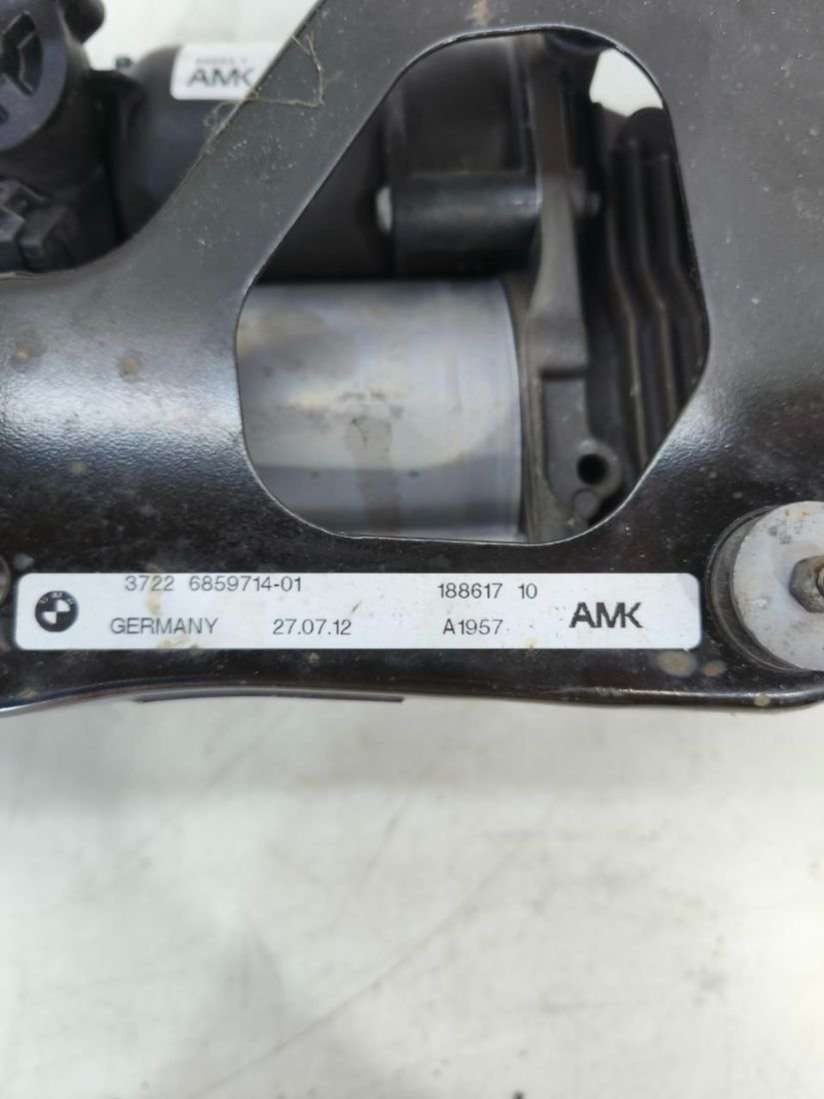 AMK
3722 6859714-01 188617 10
GERMANY 27.07.12 A1957 AMK